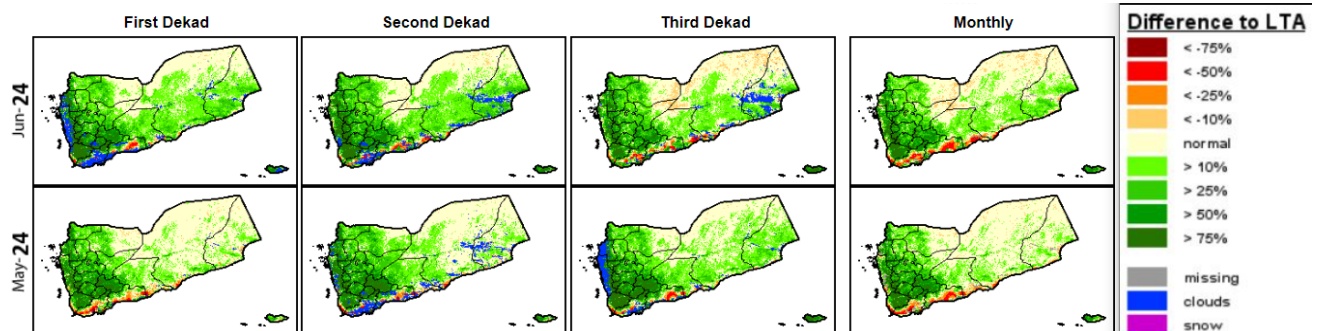 First Dekad
Second Dekad
Third Dekad
Monthly
Jun-24
May-24
Difference to LTA
< -75%
< -50%
< -25%
< -10%
normal
> 10%
> 25%
> 50%
> 75%
missing
clouds
snow